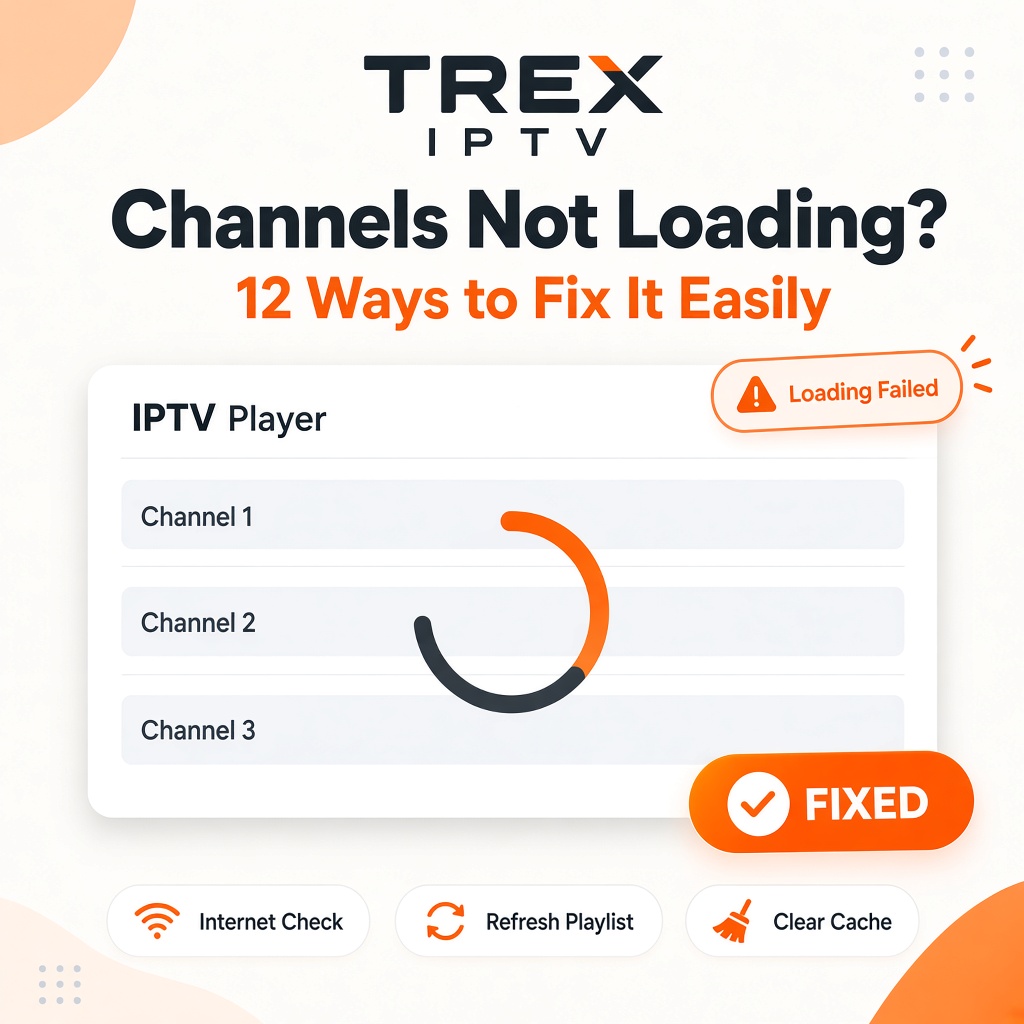 TREX
IPTV
Channels Not Loading?
12 Ways to Fix It Easily
Loading Failed
IPTV Player
Channel 1
Channel 2
Channel 3
FIXED
Internet Check
Refresh Playlist
Clear Cache